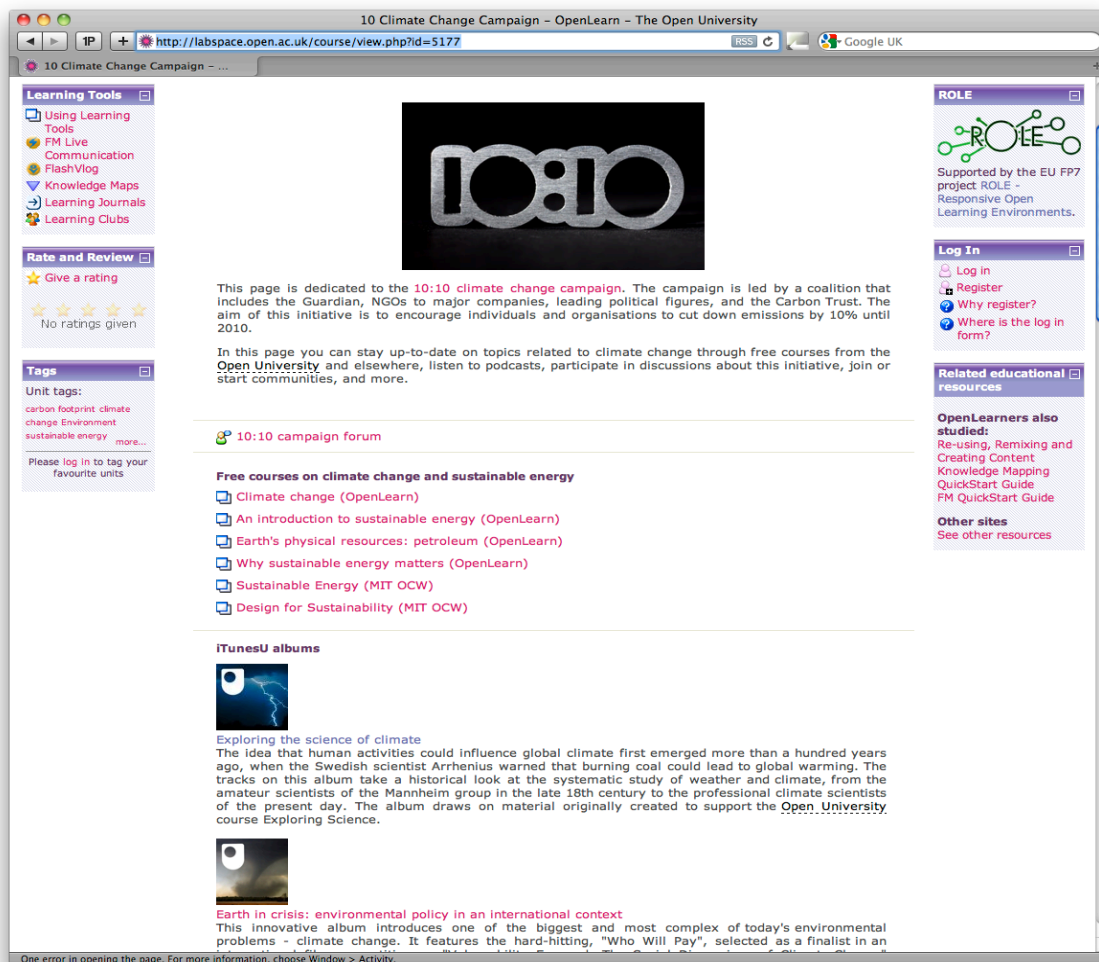 10 Climate Change Campaign – OpenLearn – The Open University
1P
+
http://labspace.open.ac.uk/course/view.php?id=5177
RSS
Google UK
10 Climate Change Campaign – ...
Learning Tools
Using Learning
Tools
FM Live
Communication
FlashVlog
Knowledge Maps
Learning Journals
Learning Clubs
Rate and Review
Give a rating
No ratings given
Tags
Unit tags:
carbon footprint climate
change Environment
sustainable energy more...
Please log in to tag your
favourite units
10:10
This page is dedicated to the 10:10 climate change campaign. The campaign is led by a coalition that
includes the Guardian, NGOs to major companies, leading political figures, and the Carbon Trust. The
aim of this initiative is to encourage individuals and organisations to cut down emissions by 10% until
2010.
In this page you can stay up-to-date on topics related to climate change through free courses from the
Open University and elsewhere, listen to podcasts, participate in discussions about this initiative, join or
start communities, and more.
10:10 campaign forum
Free courses on climate change and sustainable energy
Climate change (OpenLearn)
An introduction to sustainable energy (OpenLearn)
Earth's physical resources: petroleum (OpenLearn)
Why sustainable energy matters (OpenLearn)
Sustainable Energy (MIT OCW)
Design for Sustainability (MIT OCW)
iTunesU albums
Exploring the science of climate
The idea that human activities could influence global climate first emerged more than a hundred years
ago, when the Swedish scientist Arrhenius warned that burning coal could lead to global warming. The
tracks on this album take a historical look at the systematic study of weather and climate, from the
amateur scientists of the Mannheim group in the late 18th century to the professional climate scientists
of the present day. The album draws on material originally created to support the Open University
course Exploring Science.
Earth in crisis: environmental policy in an international context
This innovative album introduces one of the biggest and most complex of today's environmental
problems - climate change. It features the hard-hitting, "Who Will Pay", selected as a finalist in an
ROLE
ROLE
Supported by the EU FP7
project ROLE -
Responsive Open
Learning Environments.
Log In
Log in
Register
Why register?
Where is the log in
form?
Related educational
resources
OpenLearners also
studied:
Re-using, Remixing and
Creating Content
Knowledge Mapping
QuickStart Guide
FM QuickStart Guide
Other sites
See other resources
One error in opening the page. For more information, choose Window > Activity.